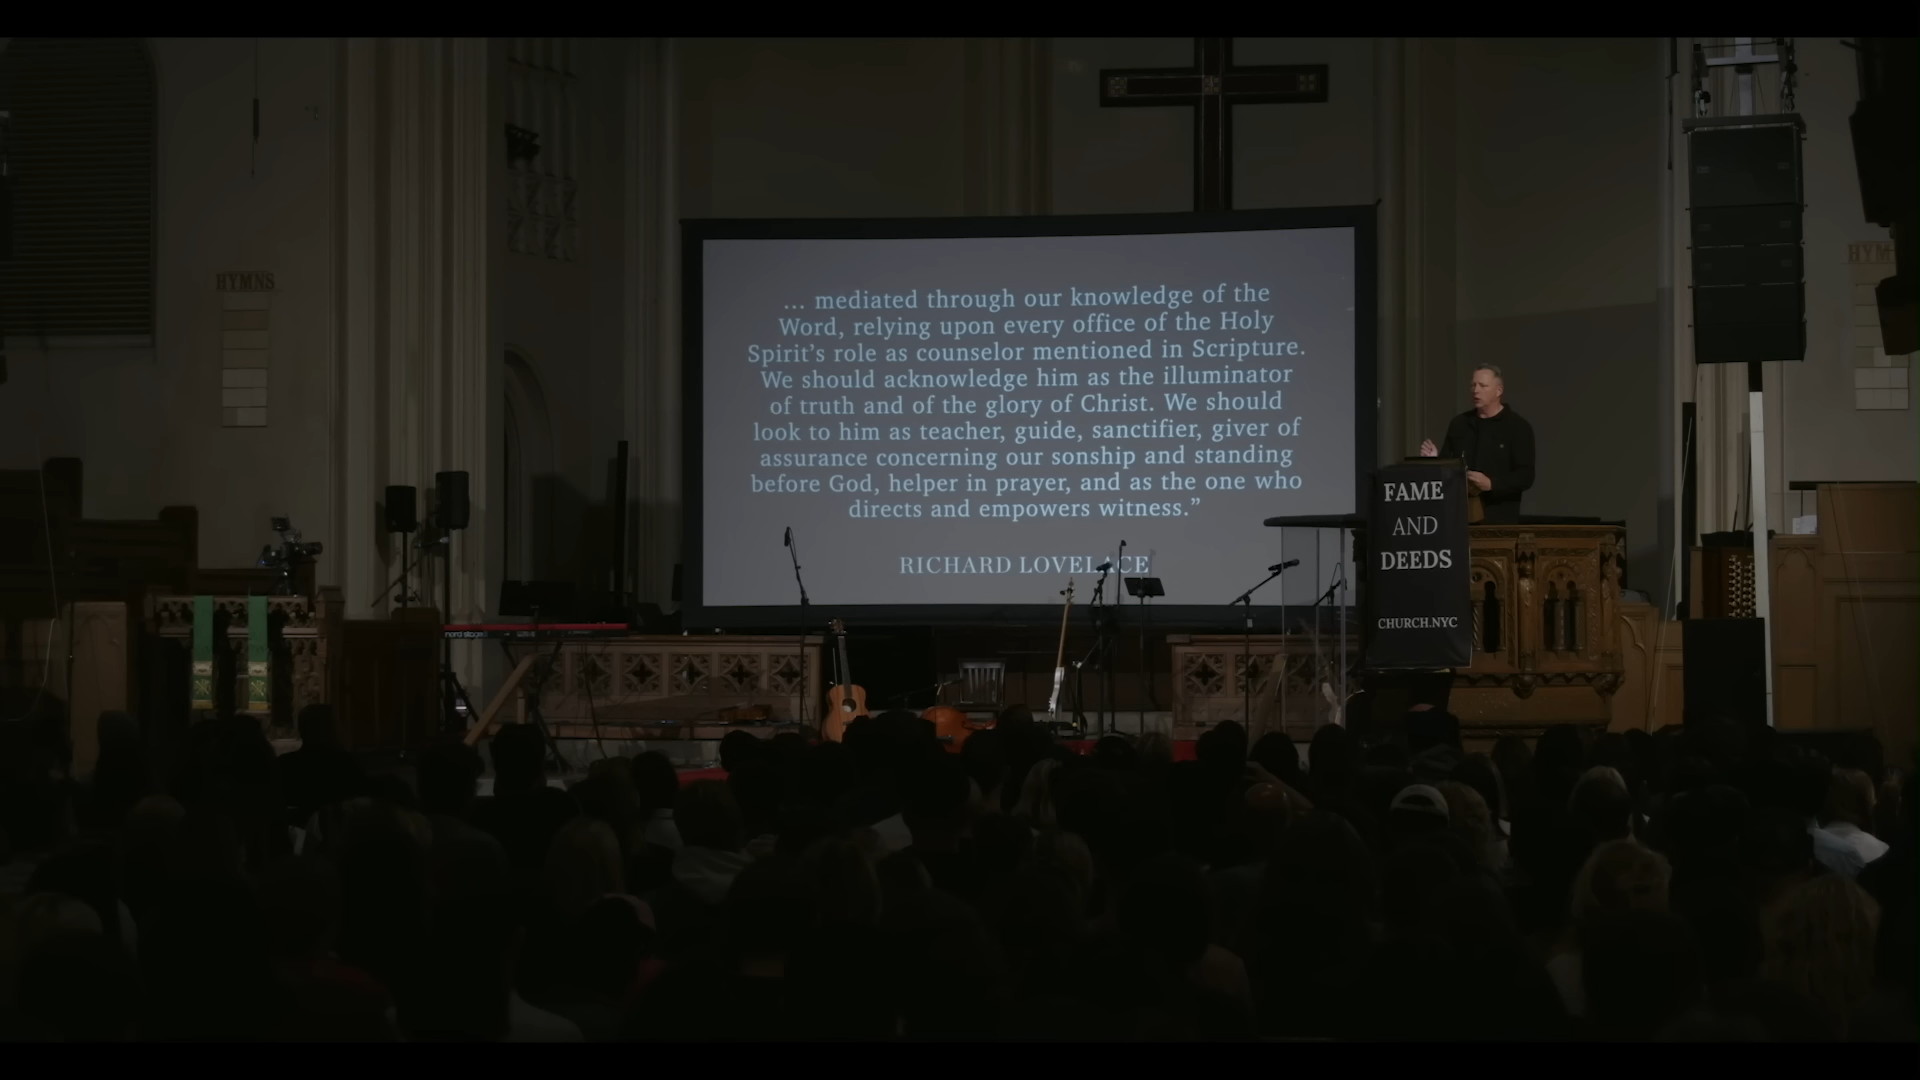 HYMNS
… mediated through our knowledge of the
Word, relying upon every office of the Holy
Spirit’s role as counselor mentioned in Scripture.
We should acknowledge him as the illuminator
of truth and of the glory of Christ. We should
look to him as teacher, guide, sanctifier, giver of
assurance concerning our sonship and standing
before God, helper in prayer, and as the one who
directs and empowers witness.”
RICHARD LOVELACE
FAME
AND
DEEDS
CHURCH.NYC
HYM
nord stage